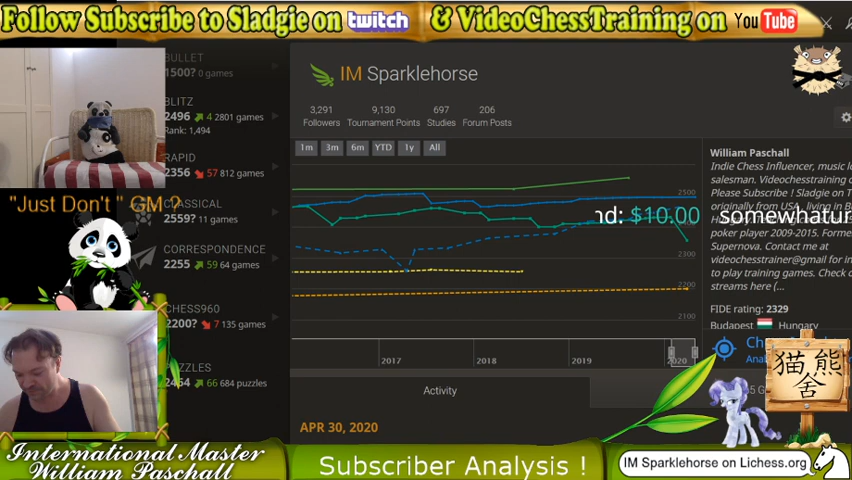 Follow Subscribe to Sladgie on twitch & VideoChessTraining on YouTube
BULLET
1500? 0 games
BLITZ
2496 4 2801 games
Rank: 1,494
RAPID
2356 57 812 games
"Just Don't" GM ?
CLASSICAL
2559? 11 games
CORRESPONDENCE
2255 59 64 games
CHESS960
2200? 7 135 games
PUZZLES
2454 66 684 puzzles
IM Sparklehorse
3,291 9,130 697 206
Followers Tournament Points Studies Forum Posts
1m 3m 6m YTD 1y All
2500
2400
2300
2200
2100
nd: $10.00 somewhatur
2017 2018 2019 2020
Activity
APR 30, 2020
William Paschall
Indie Chess Influencer, music lo
salesman. Videochesstraining o
Please Subscribe ! Sladgie on T
originally from USA, living in B
poker player 2009-2015. Former
Supernova. Contact me at
videochesstrainer@gmail for in
to play training games. Check o
streams here (...
FIDE rating: 2329
Budapest Hungary
Ch
Anal
猫熊
舍
International Master
William Paschall
Subscriber Analysis !
IM Sparklehorse on Lichess.org